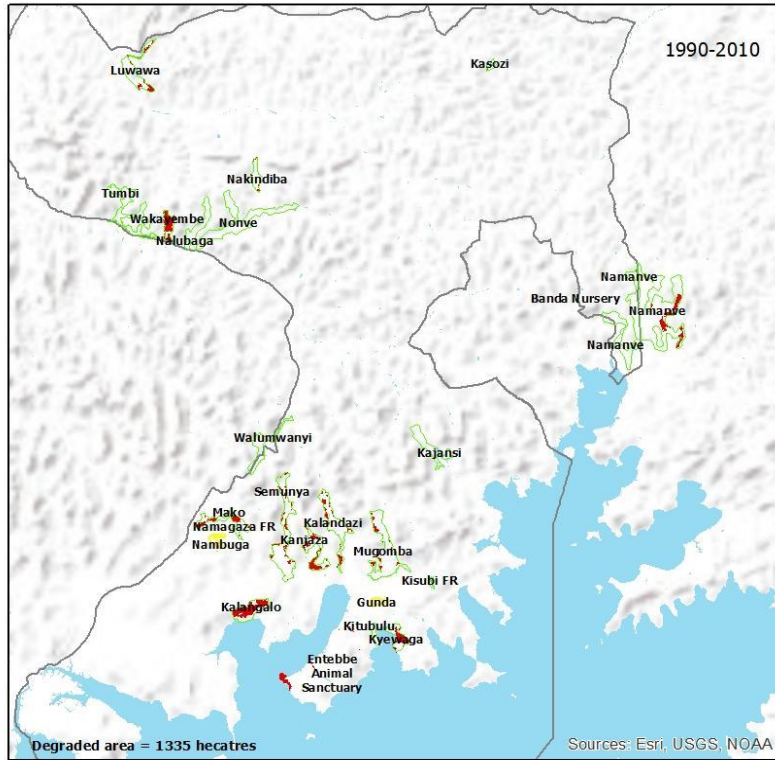 1990-2010
Kasozi
Luwawa
Nakindiba
Tumbi
Wakayembe
Nonve
Nalubaga
Namanve
Banda Nursery
Namanve
Namanve
Walumwanyi
Kajansi
Semunya
Mako
Kalandazi
Namagaza FR
Kanjaza
Nambuga
Mugomba
Kisubi FR
Kalangalo
Gunda
Kitubulu
Kyewaga
Entebbe
Animal
Sanctuary
Degraded area = 1335 hecatres
Sources: Esri, USGS, NOAA